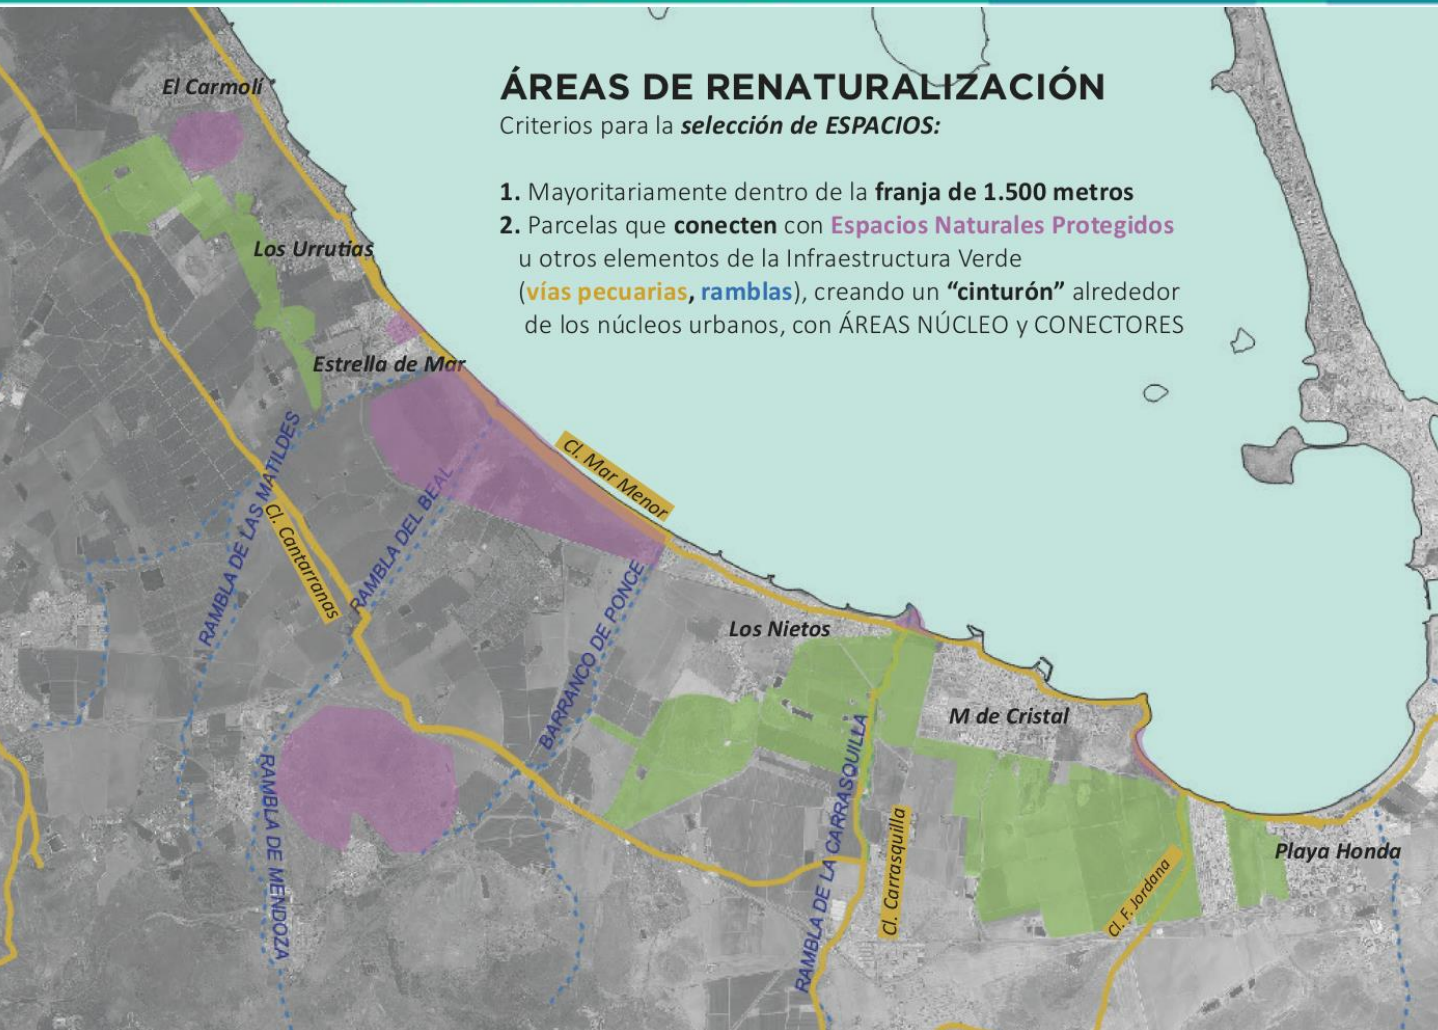 ÁREAS DE RENATURALIZACIÓN
Criterios para la selección de ESPACIOS:
1. Mayoritariamente dentro de la franja de 1.500 metros
2. Parcelas que conecten con Espacios Naturales Protegidos
u otros elementos de la Infraestructura Verde
(vías pecuarias, ramblas), creando un “cinturón” alrededor
de los núcleos urbanos, con ÁREAS NÚCLEO y CONECTORES
El Carmolí
Los Urrutias
Estrella de Mar
Cl. Mar Menor
RAMBLA DE LAS MATILDES
Cl. Cantarranas
RAMBLA DEL BEAL
BARRANCO DE PONCE
Los Nietos
M de Cristal
RAMBLA DE MENDOZA
RAMBLA DE LA CARRASQUILLA
Cl. Carrasquilla
Cl. F. Jordana
Playa Honda